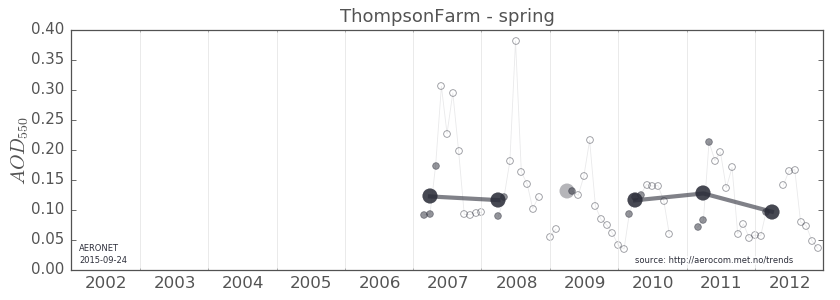 ThompsonFarm - spring
0.40
0.35
0.30
0.25
0.20
0.15
0.10
0.05
0.00
AOD550
AERONET
2015-09-24
source: http://aerocom.met.no/trends
2002 2003 2004 2005 2006 2007 2008 2009 2010 2011 2012